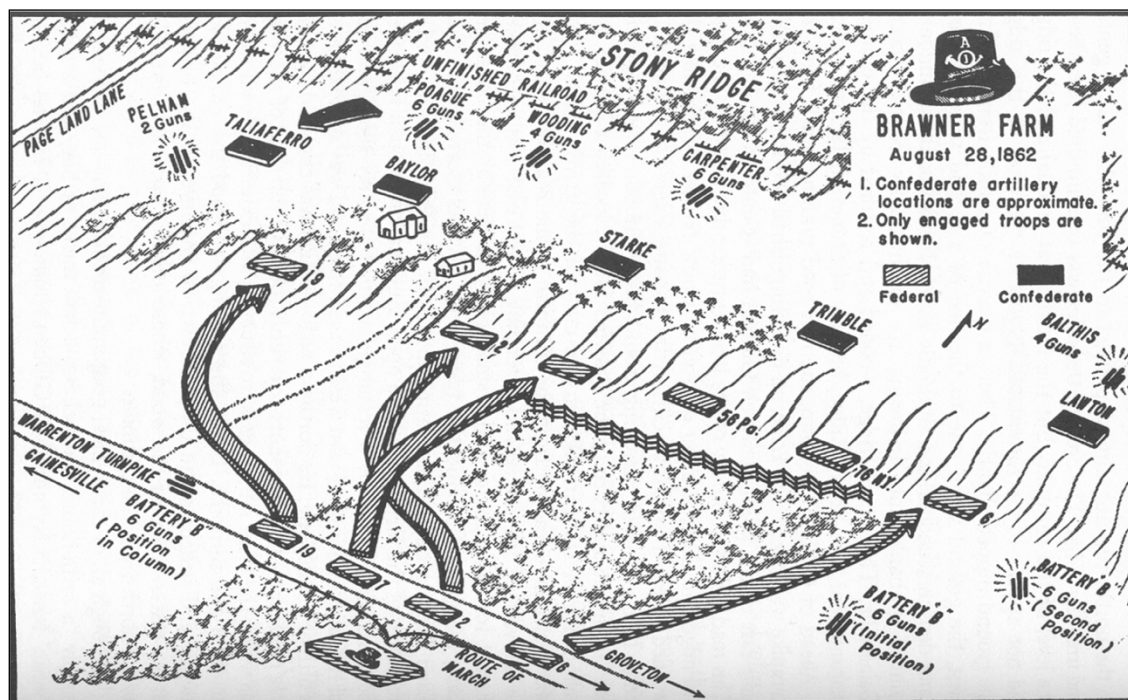 STONY RIDGE
UNFINISHED RAILROAD
PAGE LAND LANE
PELHAM
2 Guns
TALIAFERRO
POAGUE
6 Guns
WOODING
4 Guns
CARPENTER
6 Guns
BAYLOR
A
1
BRAWNER FARM
August 28, 1862
1. Confederate artillery
locations are approximate.
2. Only engaged troops are
shown.
Federal
Confederate
N
STARKE
TRIMBLE
BALTHIS
4 Guns
LAWTON
19
2
7
56 Pa.
76 N.Y.
6
WARRENTON TURNPIKE
GAINESVILLE
BATTERY B
6 Guns
(Position
in Column)
19
7
2
6
ROUTE OF
MARCH
GROVETON
BATTERY "B"
6 Guns
(Initial
Position)
BATTERY "B"
6 Guns
(Second
Position)